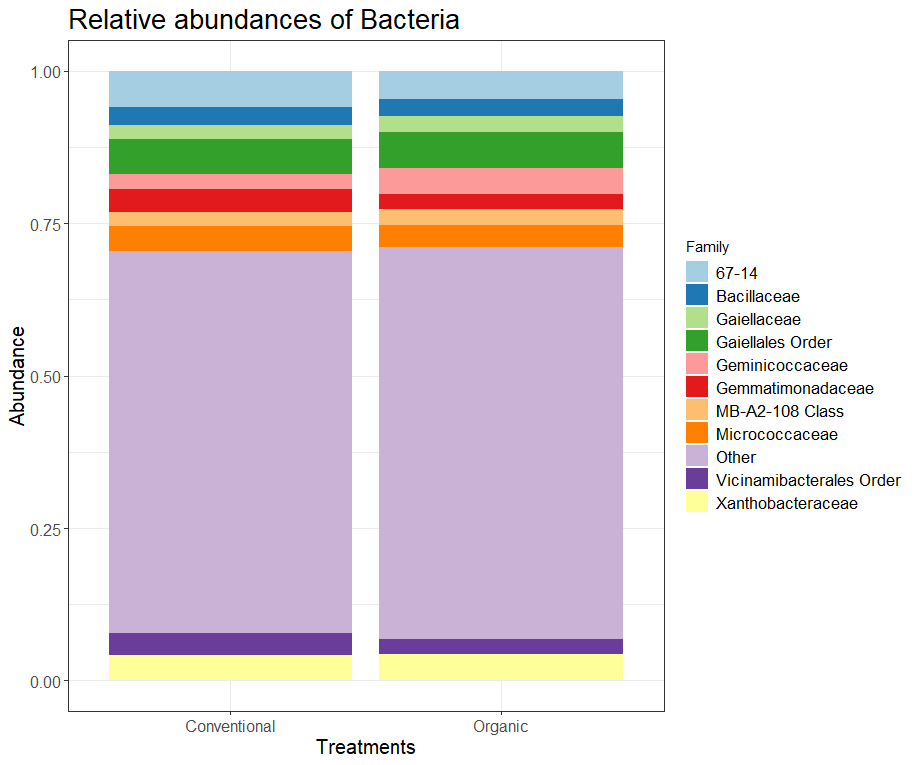 Relative abundances of Bacteria
1.00
0.75
0.50
0.25
0.00
Abundance
Conventional
Organic
Treatments
Family
67-14
Bacillaceae
Gaiellaceae
Gaiellales Order
Geminicoccaceae
Gemmatimonadaceae
MB-A2-108 Class
Micrococcaceae
Other
Vicinamibacterales Order
Xanthobacteraceae